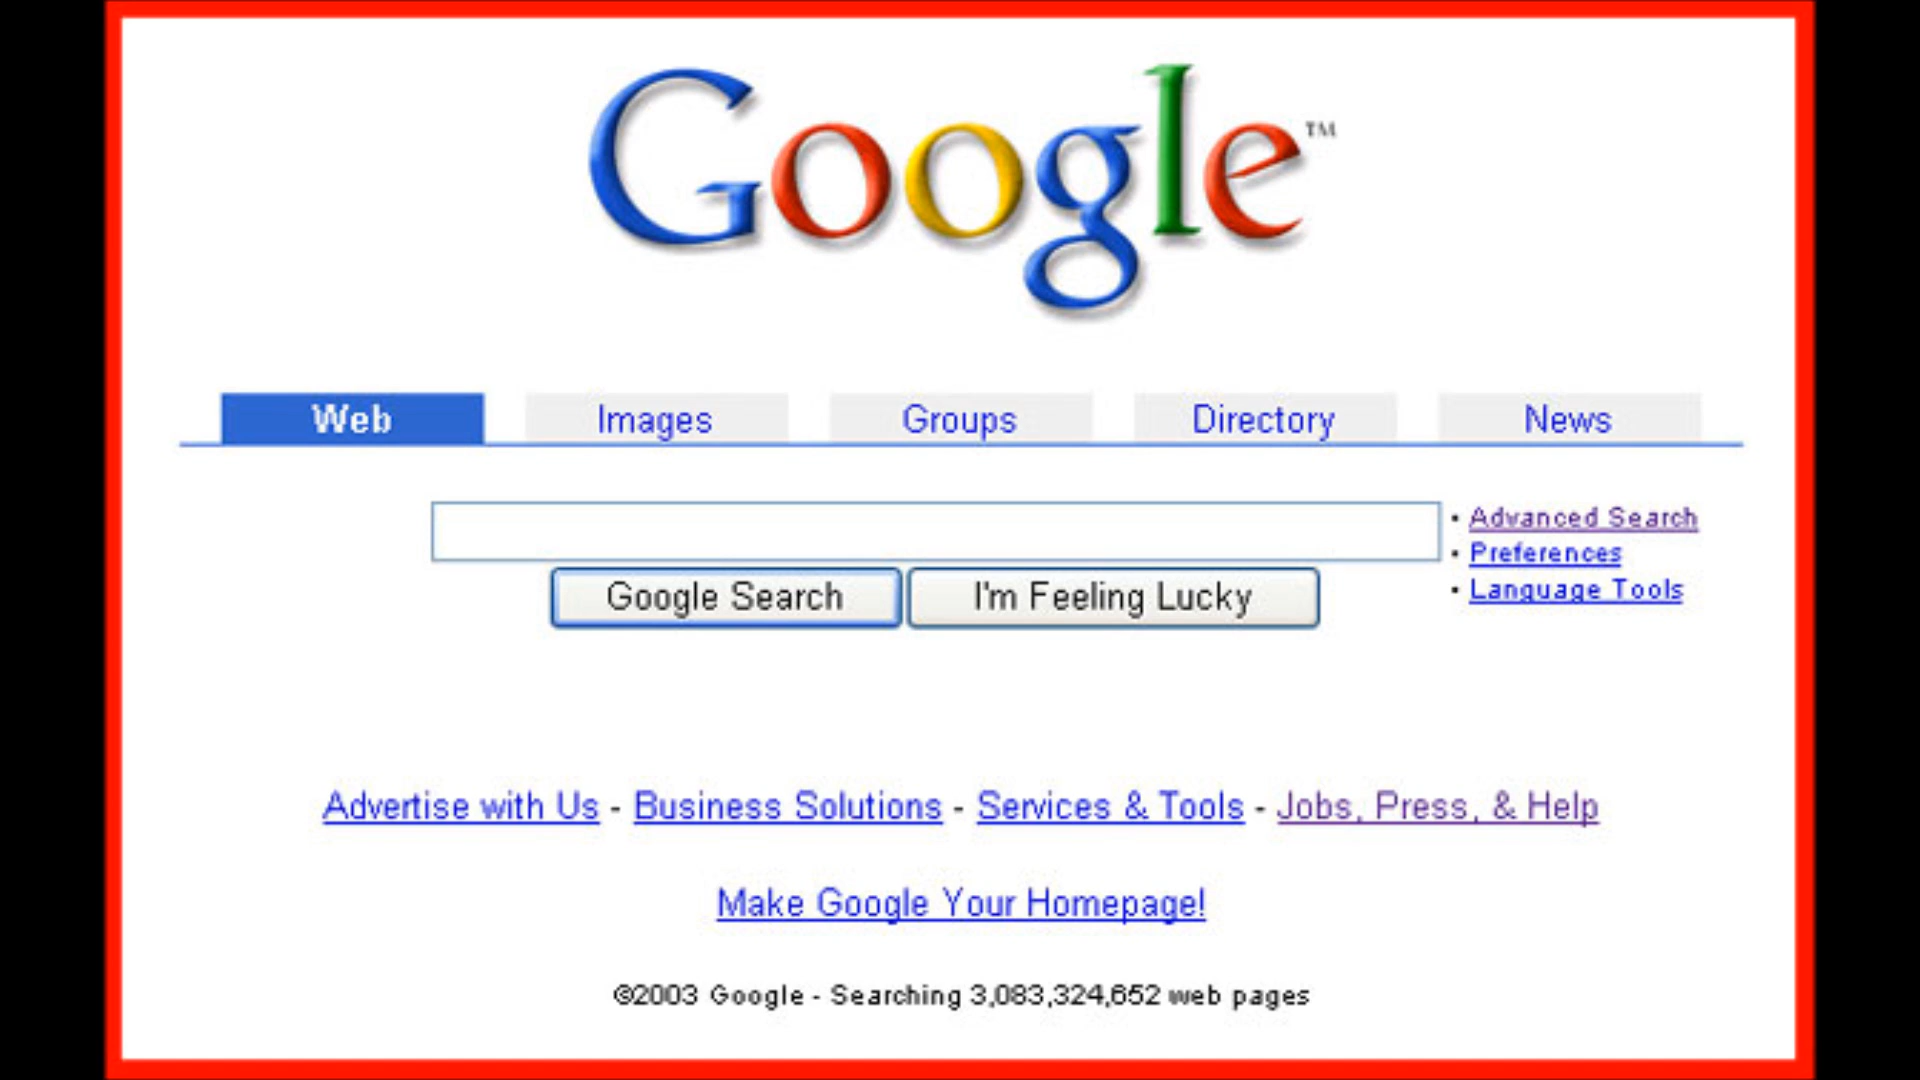 Google™
Web Images Groups Directory News
• Advanced Search
• Preferences
• Language Tools
Google Search I'm Feeling Lucky
Advertise with Us - Business Solutions - Services & Tools - Jobs, Press, & Help
Make Google Your Homepage!
©2003 Google - Searching 3,083,324,652 web pages